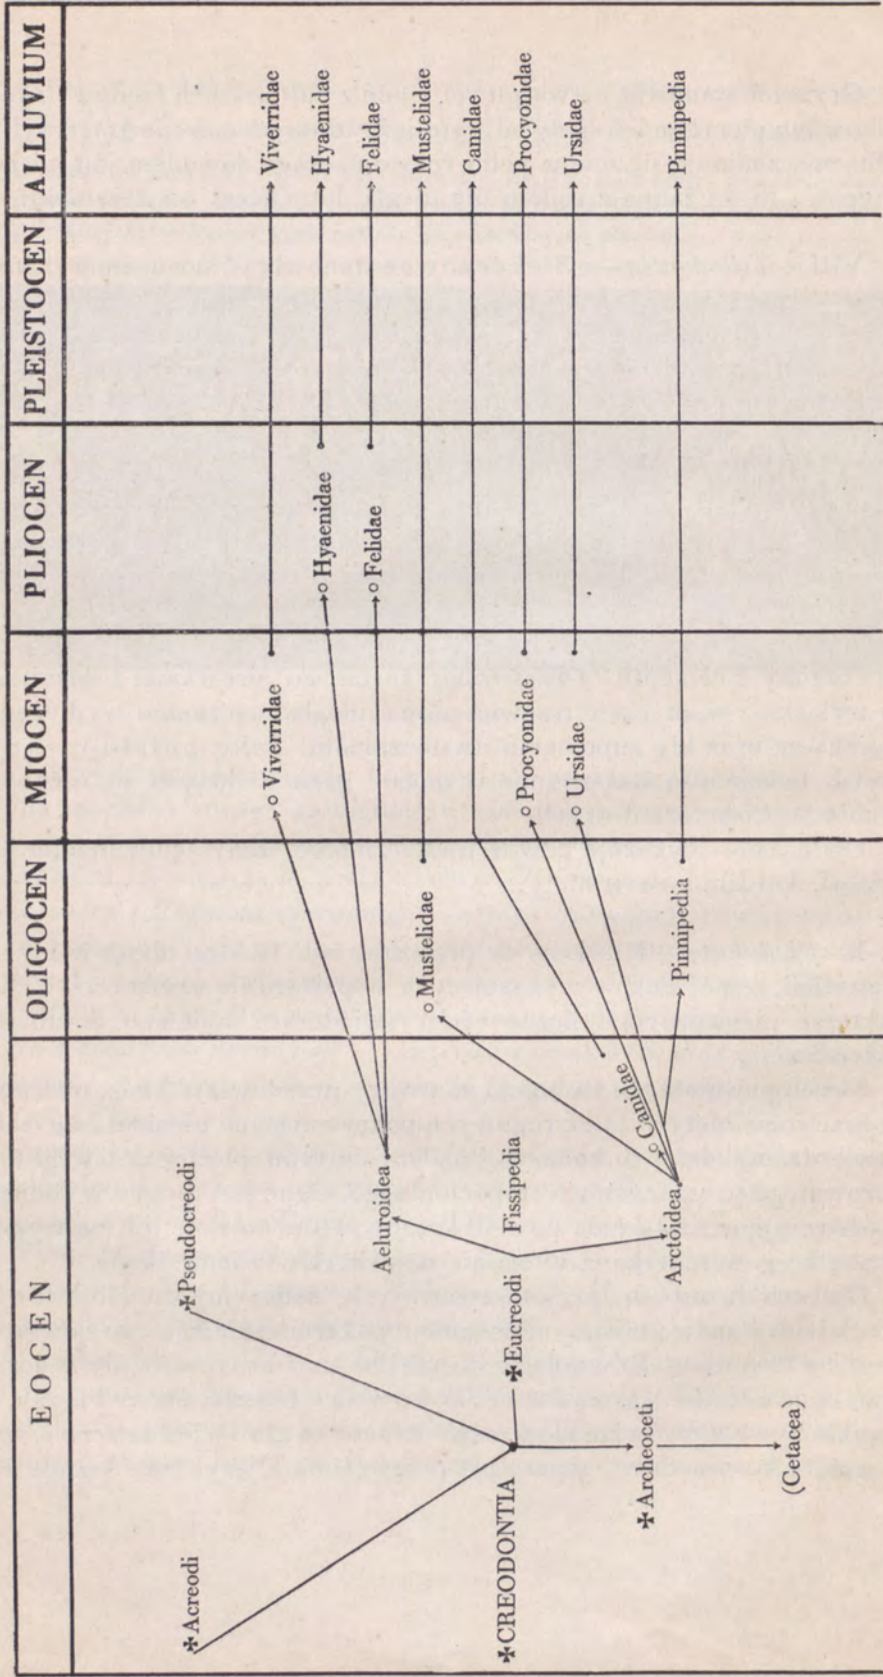 EOCEN
OLIGOCEN
MIOCEN
PLIOCEN
PLEISTOCEN
ALLUVIUM
✠Acreodi
✠Pseudocreodi
Aeluroidea
○ Viverridae
Viverridae
○ Hyaenidae
Hyaenidae
○ Felidae
Felidae
○ Mustelidae
Mustelidae
✠CREODONTIA
✠Eucreodi
Fissipedia
Canidae
○ Procyonidae
Procyonidae
○ Ursidae
Ursidae
○ Canidae
✠Archeoceti
Arctoidea
Pinnipedia
Pinnipedia
(Cetacea)